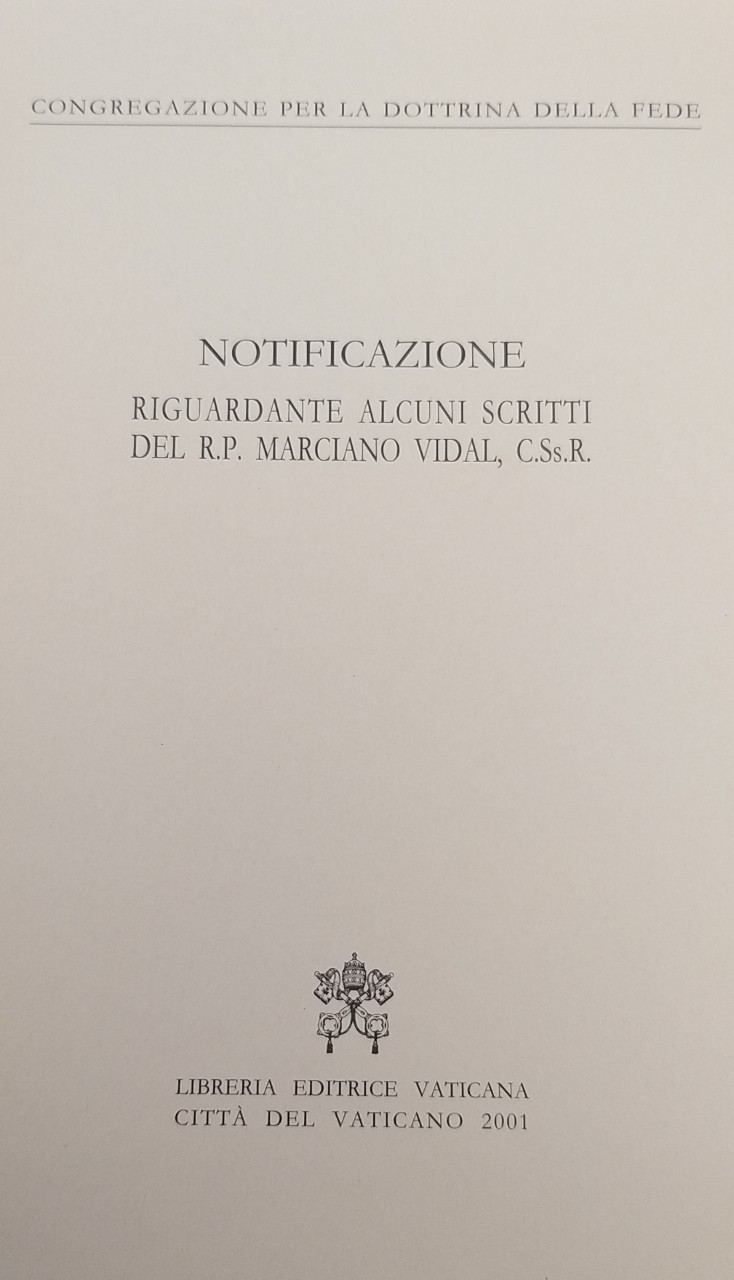 CONGREGAZIONE PER LA DOTTRINA DELLA FEDE
NOTIFICAZIONE
RIGUARDANTE ALCUNI SCRITTI
DEL R.P. MARCIANO VIDAL, C.Ss.R.
LIBRERIA EDITRICE VATICANA
CITTÀ DEL VATICANO 2001